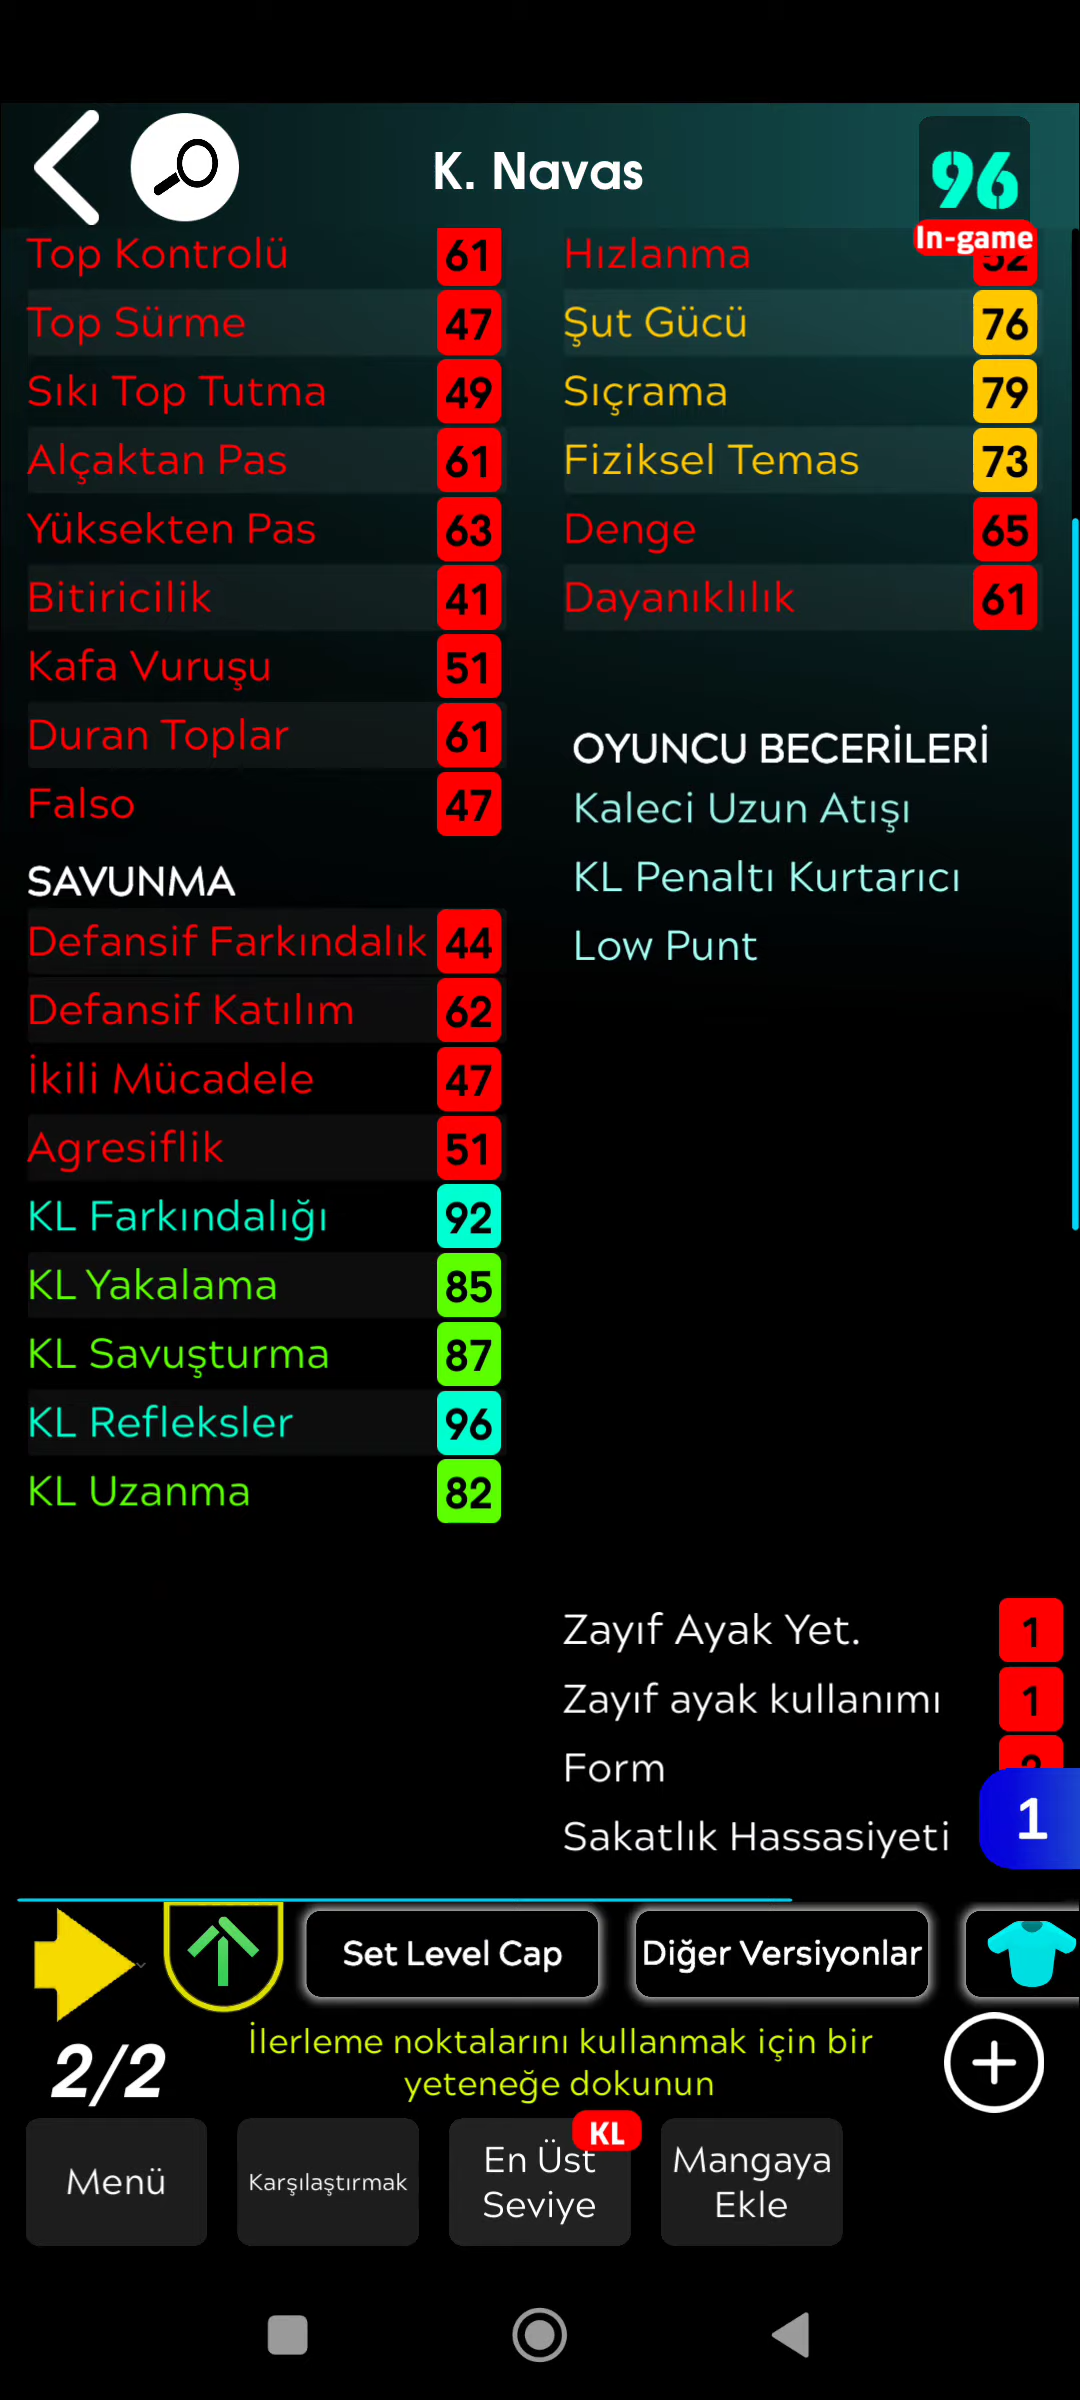 K. Navas
96
In-game
Top Kontrolü 61
Top Sürme 47
Sıkı Top Tutma 49
Alçaktan Pas 61
Yüksekten Pas 63
Bitiricilik 41
Kafa Vuruşu 51
Duran Toplar 61
Falso 47
SAVUNMA
Defansif Farkındalık 44
Defansif Katılım 62
İkili Mücadele 47
Agresiflik 51
KL Farkındalığı 92
KL Yakalama 85
KL Savuşturma 87
KL Refleksler 96
KL Uzanma 82
Hızlanma
Şut Gücü 76
Sıçrama 79
Fiziksel Temas 73
Denge 65
Dayanıklılık 61
OYUNCU BECERİLERİ
Kaleci Uzun Atışı
KL Penaltı Kurtarıcı
Low Punt
Zayıf Ayak Yet. 1
Zayıf ayak kullanımı 1
Form
Sakatlık Hassasiyeti
1
Set Level Cap
Diğer Versiyonlar
2/2
İlerleme noktalarını kullanmak için bir
yeteneğe dokunun
Menü
Karşılaştırmak
KL
En Üst
Seviye
Mangaya
Ekle